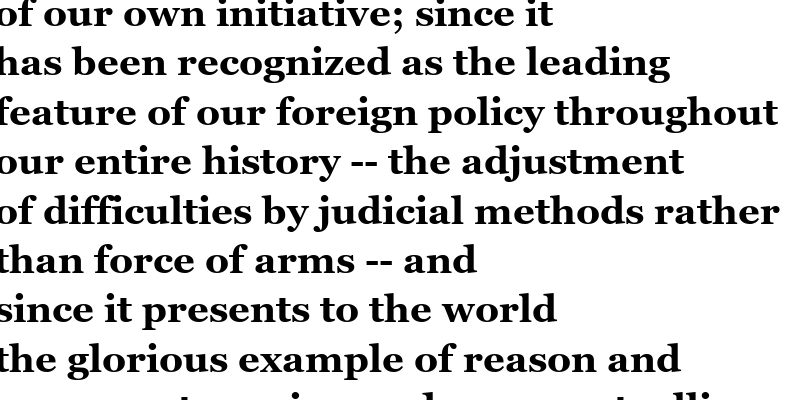 of our own initiative; since it
has been recognized as the leading
feature of our foreign policy throughout
our entire history -- the adjustment
of difficulties by judicial methods rather
than force of arms -- and
since it presents to the world
the glorious example of reason and